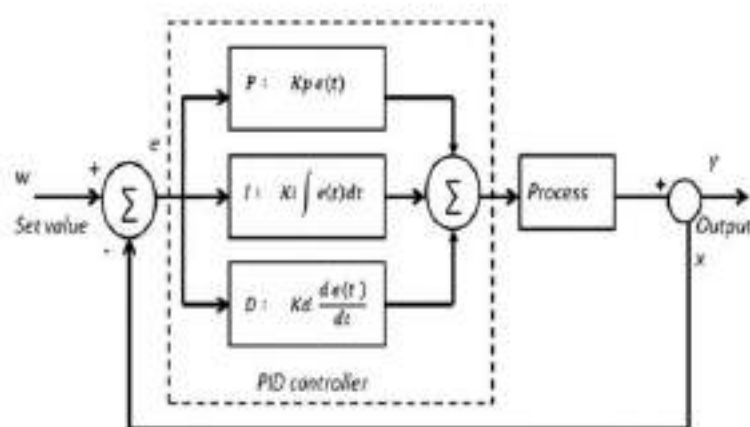 P : Kp e(t)
e
+
w
Σ
Set value
-
I : Ki ∫ e(t)dt
Σ
Process
+
Y
Output
x
D : Kd de(t)/dt
PID controller